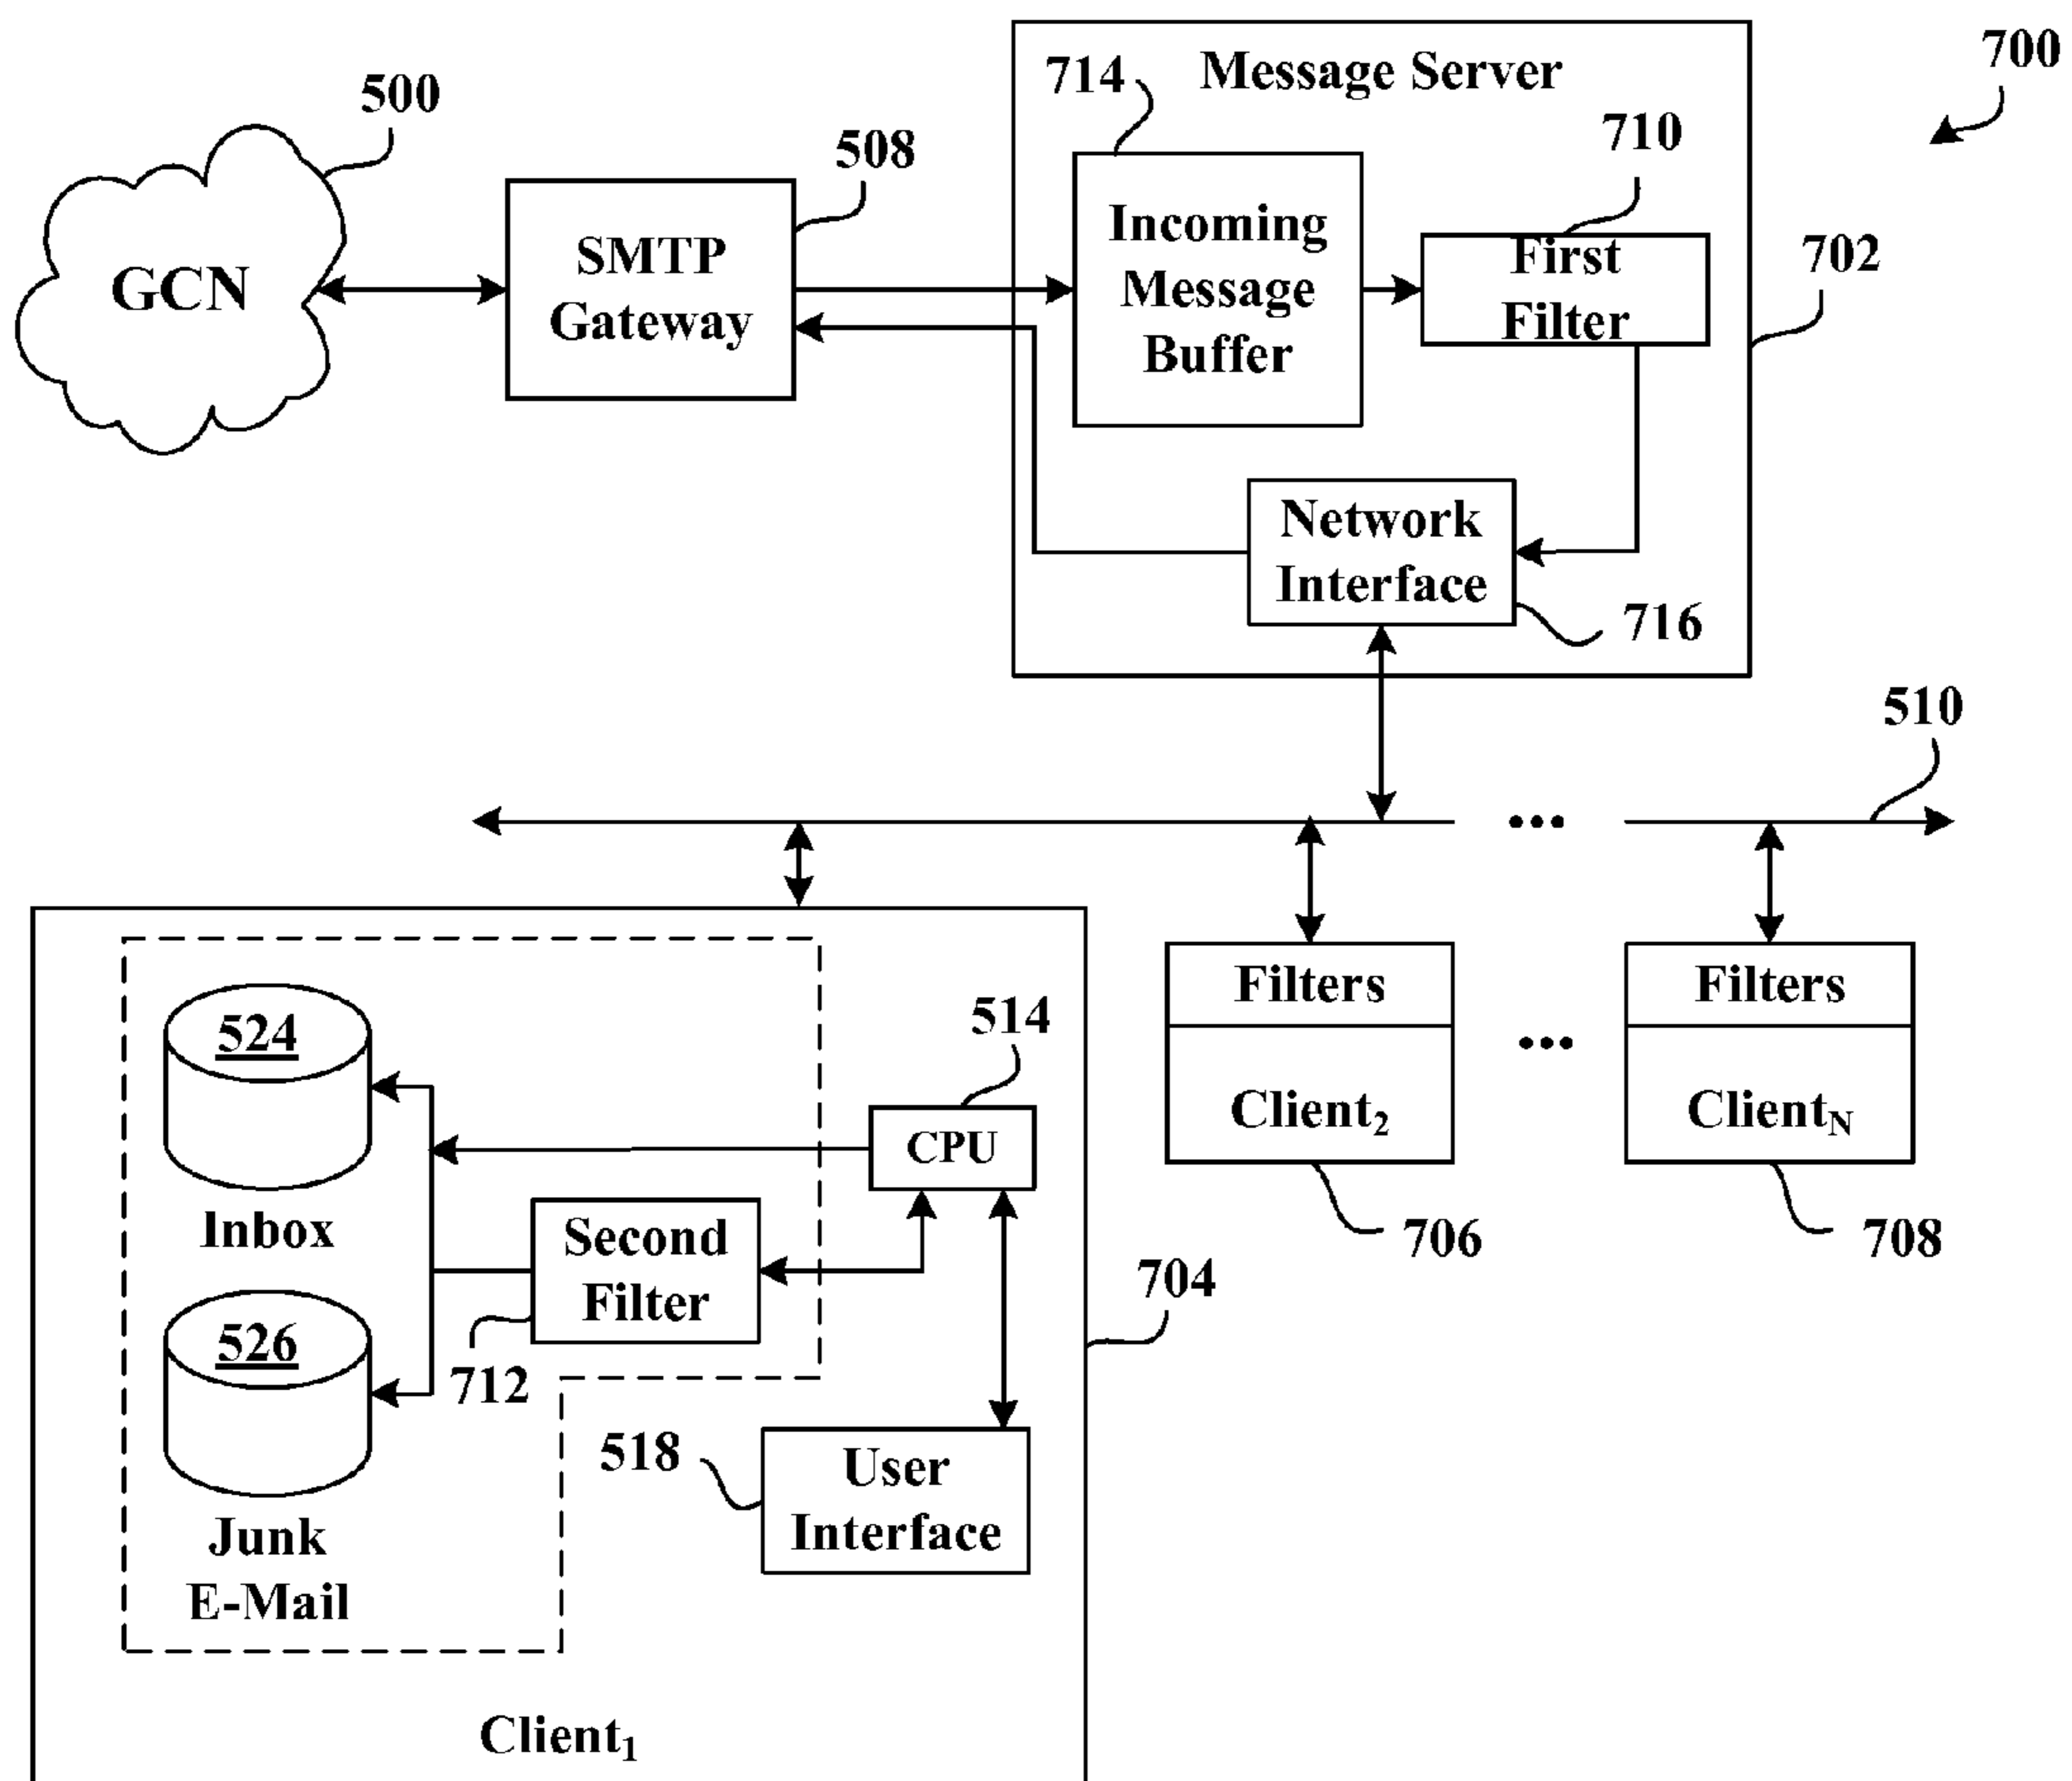 700
Message Server
714
500
710
508
Incoming
Message
Buffer
First
Filter
702
SMTP
Gateway
GCN
Network
Interface
716
510
...
524
Inbox
514
CPU
Filters
Client2
...
Filters
ClientN
706
708
Second
Filter
704
712
526
Junk
E-Mail
518
User
Interface
Client1